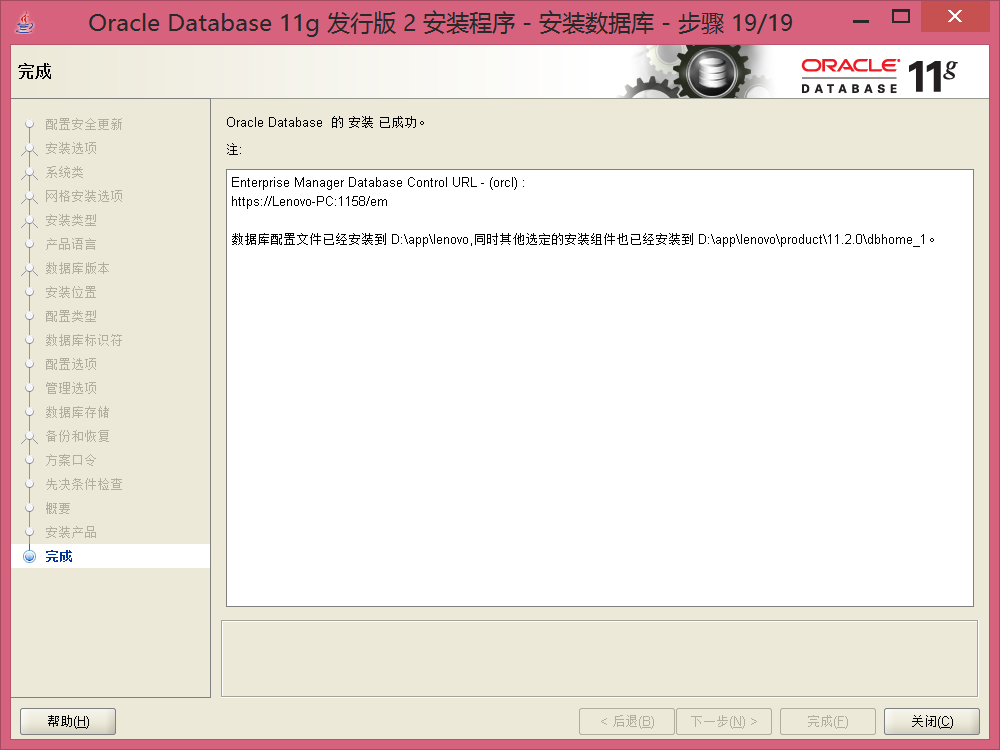 Oracle Database 11g 发行版 2 安装程序 - 安装数据库 - 步骤 19/19
完成
ORACLE
DATABASE
11g
配置安全更新
安装选项
系统类
网格安装选项
安装类型
产品语言
数据库版本
安装位置
配置类型
数据库标识符
配置选项
管理选项
数据库存储
备份和恢复
方案口令
先决条件检查
概要
安装产品
完成
Oracle Database 的 安装 已成功。
注:
Enterprise Manager Database Control URL - (orcl) :
https://Lenovo-PC:1158/em
数据库配置文件已经安装到 D:\app\lenovo,同时其他选定的安装组件也已经安装到 D:\app\lenovo\product\11.2.0\dbhome_1。
帮助(H)
< 后退(B)
下一步(N) >
完成(F)
关闭(C)